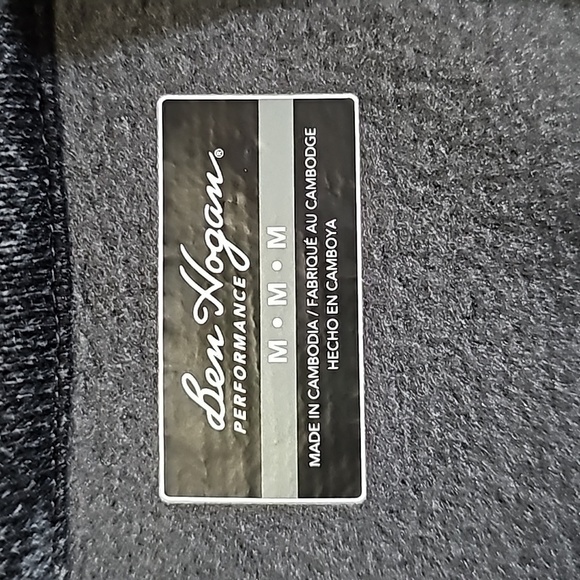 Ben Hogan®
PERFORMANCE
M • M • M
MADE IN CAMBODIA / FABRIQUÉ AU CAMBODGE
HECHO EN CAMBOYA